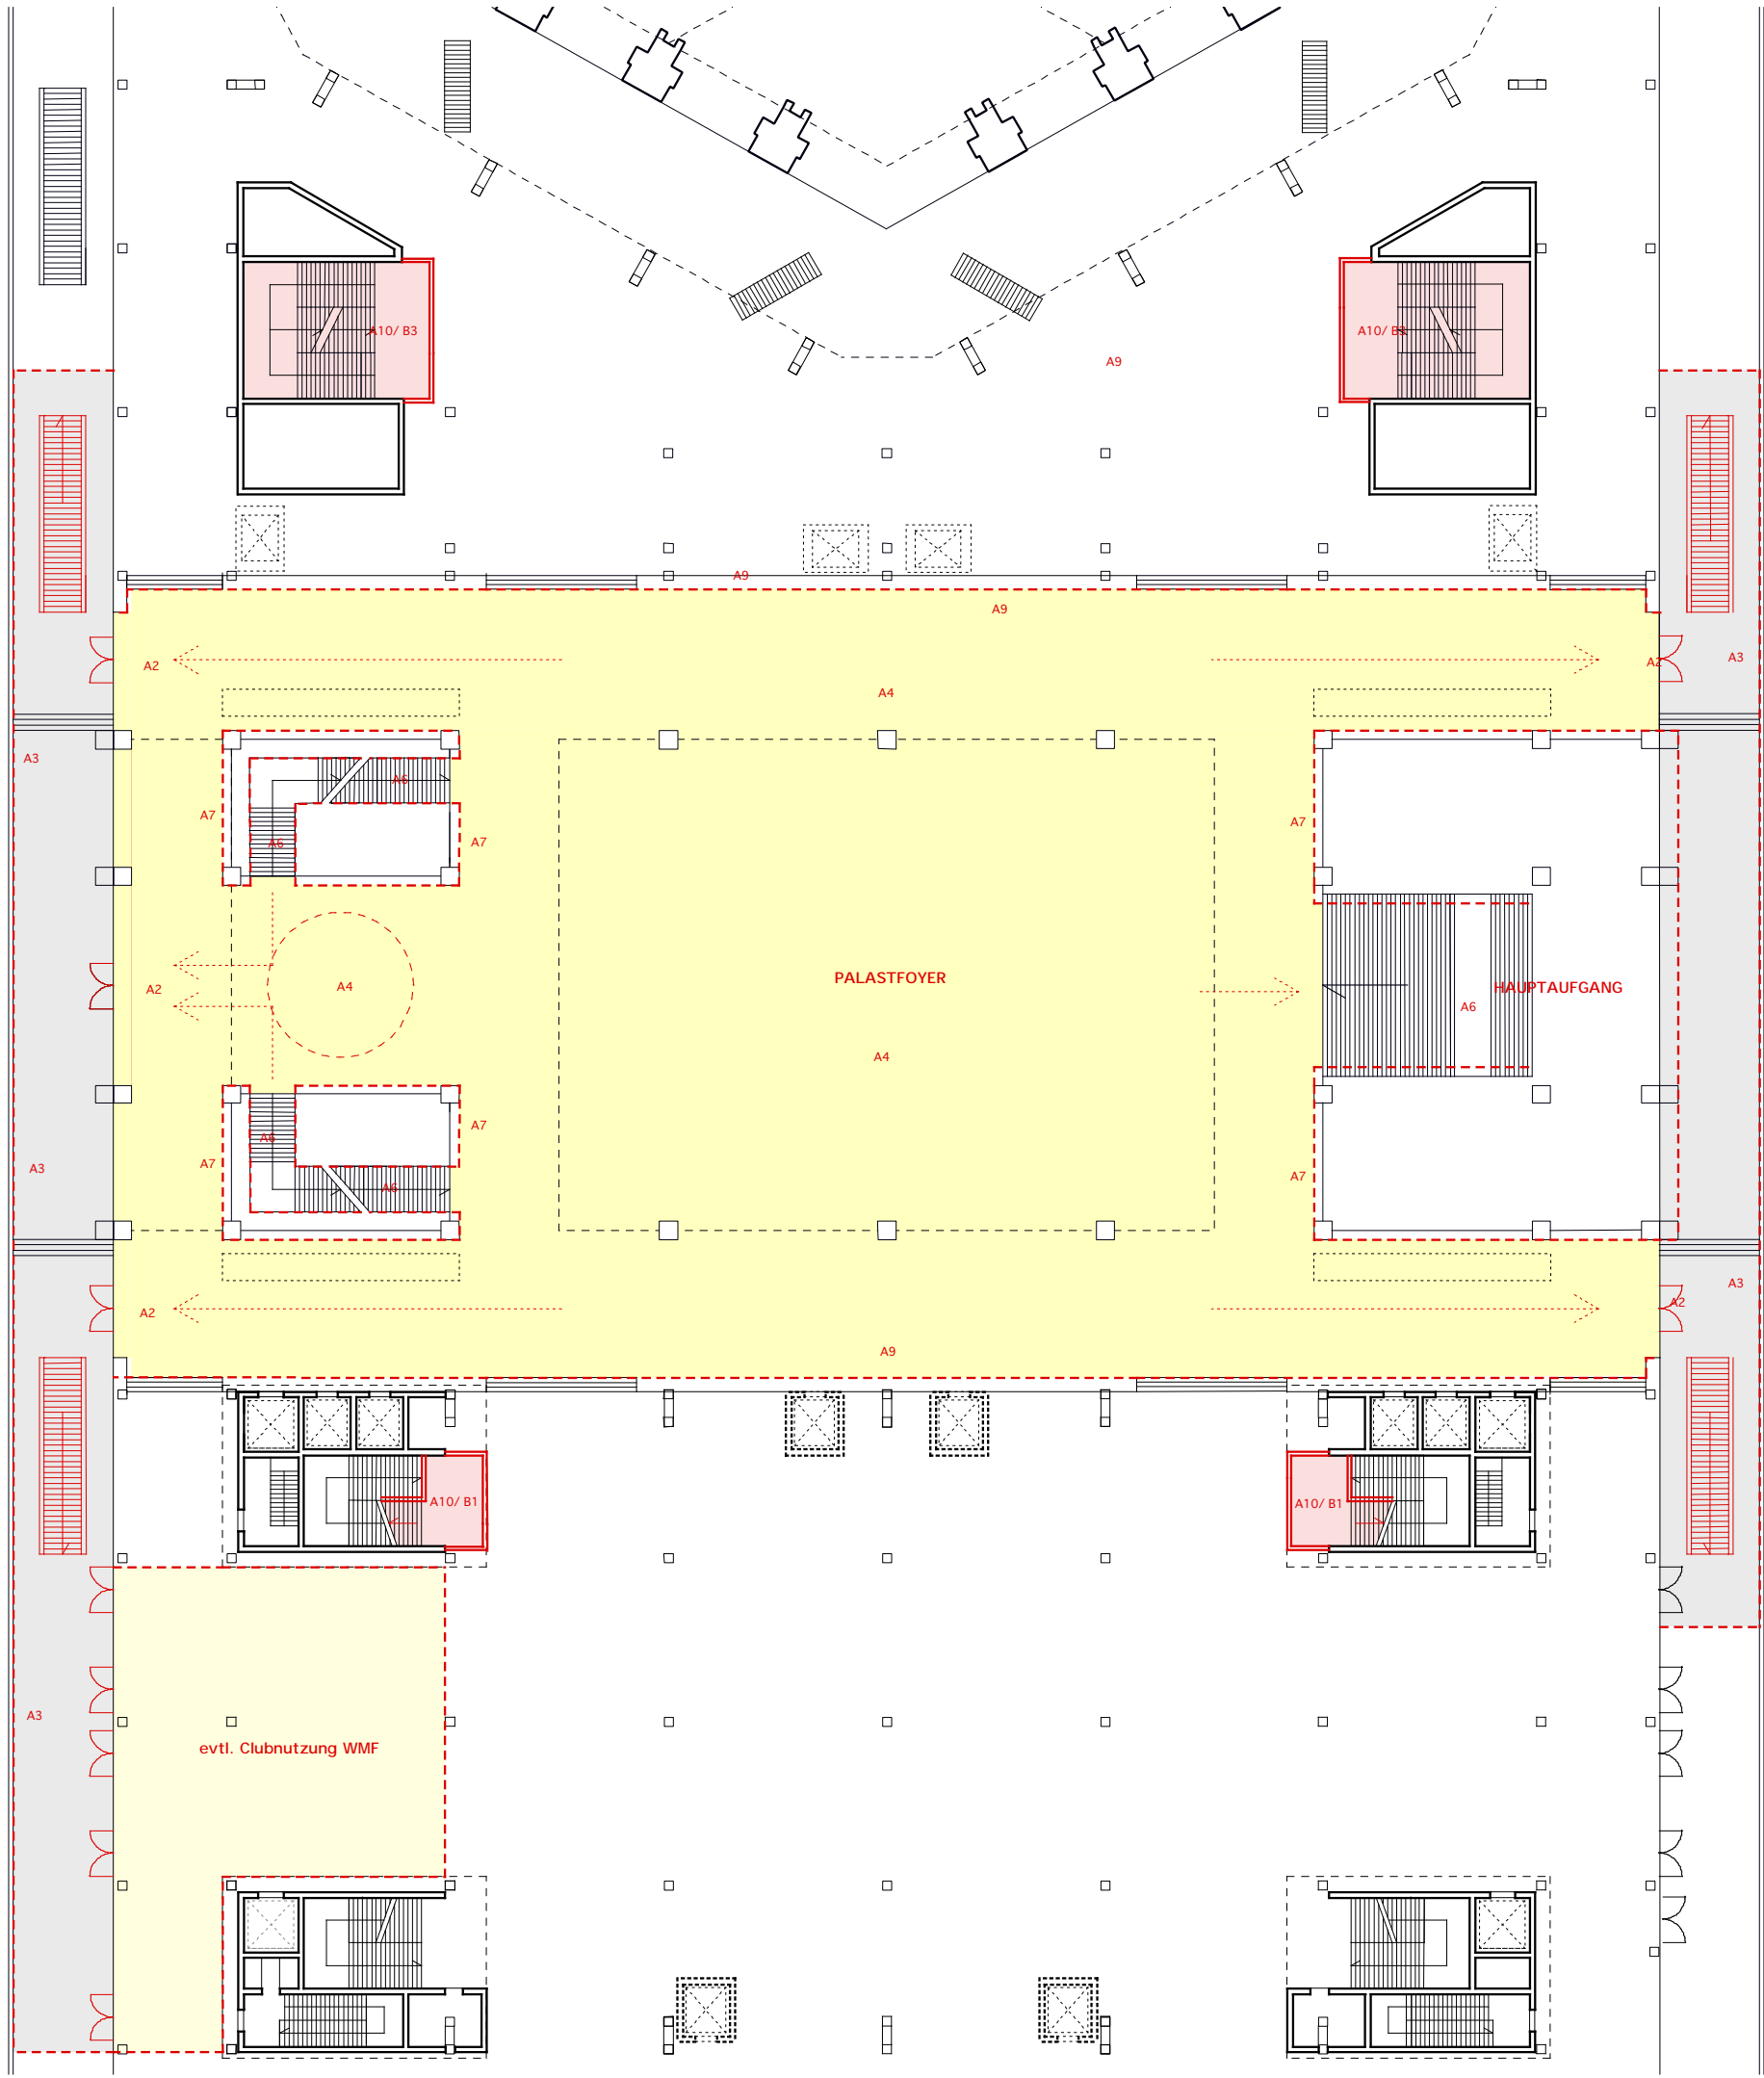 A10/ B3
A10/ B3
A9
A9
A9
A2
A2
A3
A4
A3
A6
A7
A7
A6
A7
PALASTFOYER
A2
A4
HAUPTAUFGANG
A6
A4
A7
A6
A3
A7
A7
A6
A3
A2
A2
A9
A10/ B1
A10/ B1
A3
evtl. Clubnutzung WMF